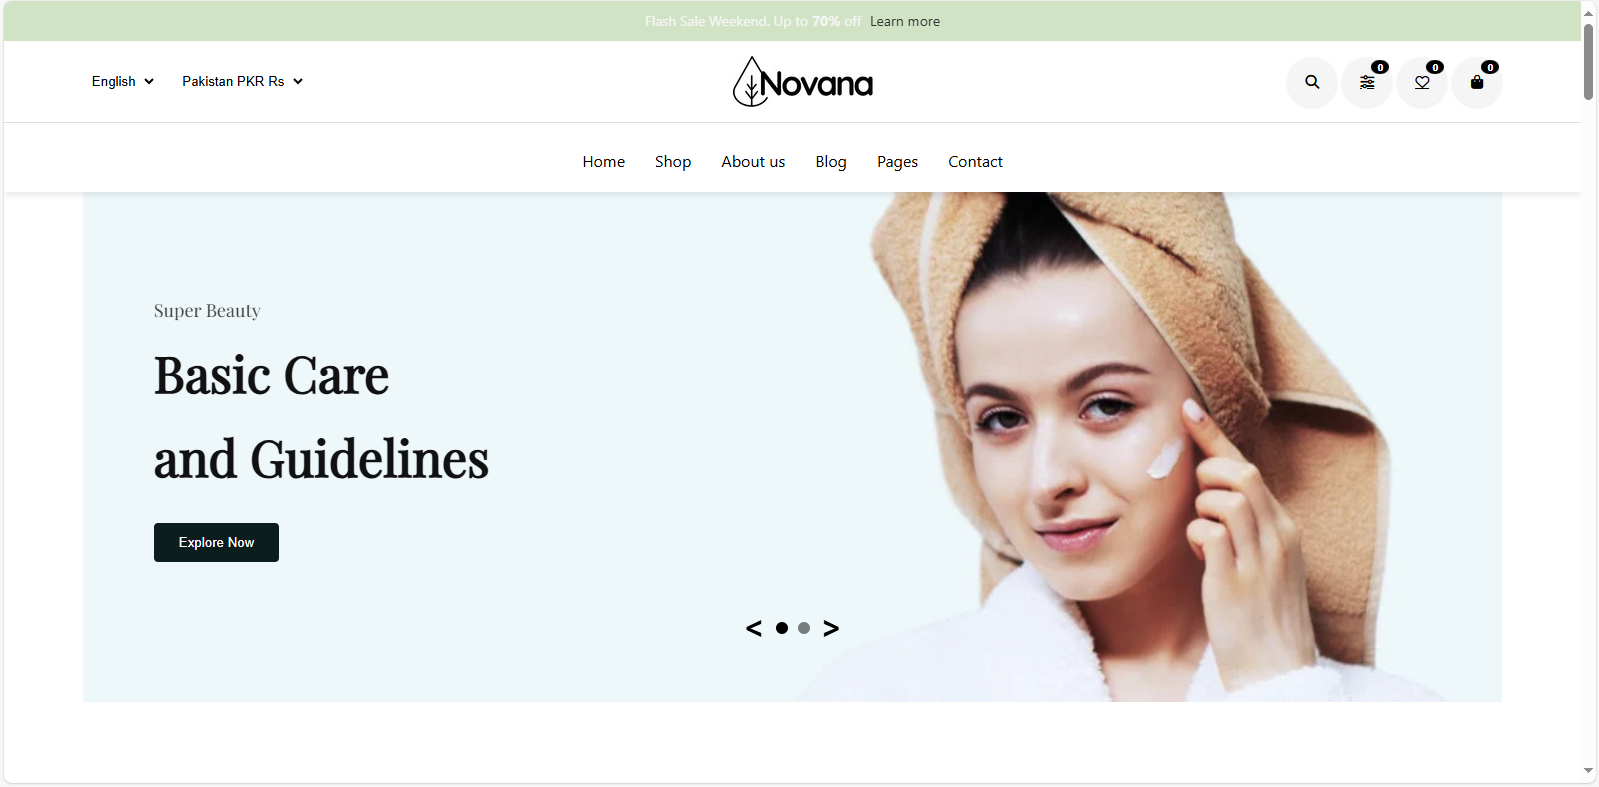 Flash Sale Weekend. Up to 70% off Learn more
English Pakistan PKR Rs
Novana
0 0 0
Home Shop About us Blog Pages Contact
Super Beauty
Basic Care
and Guidelines
Explore Now
< >